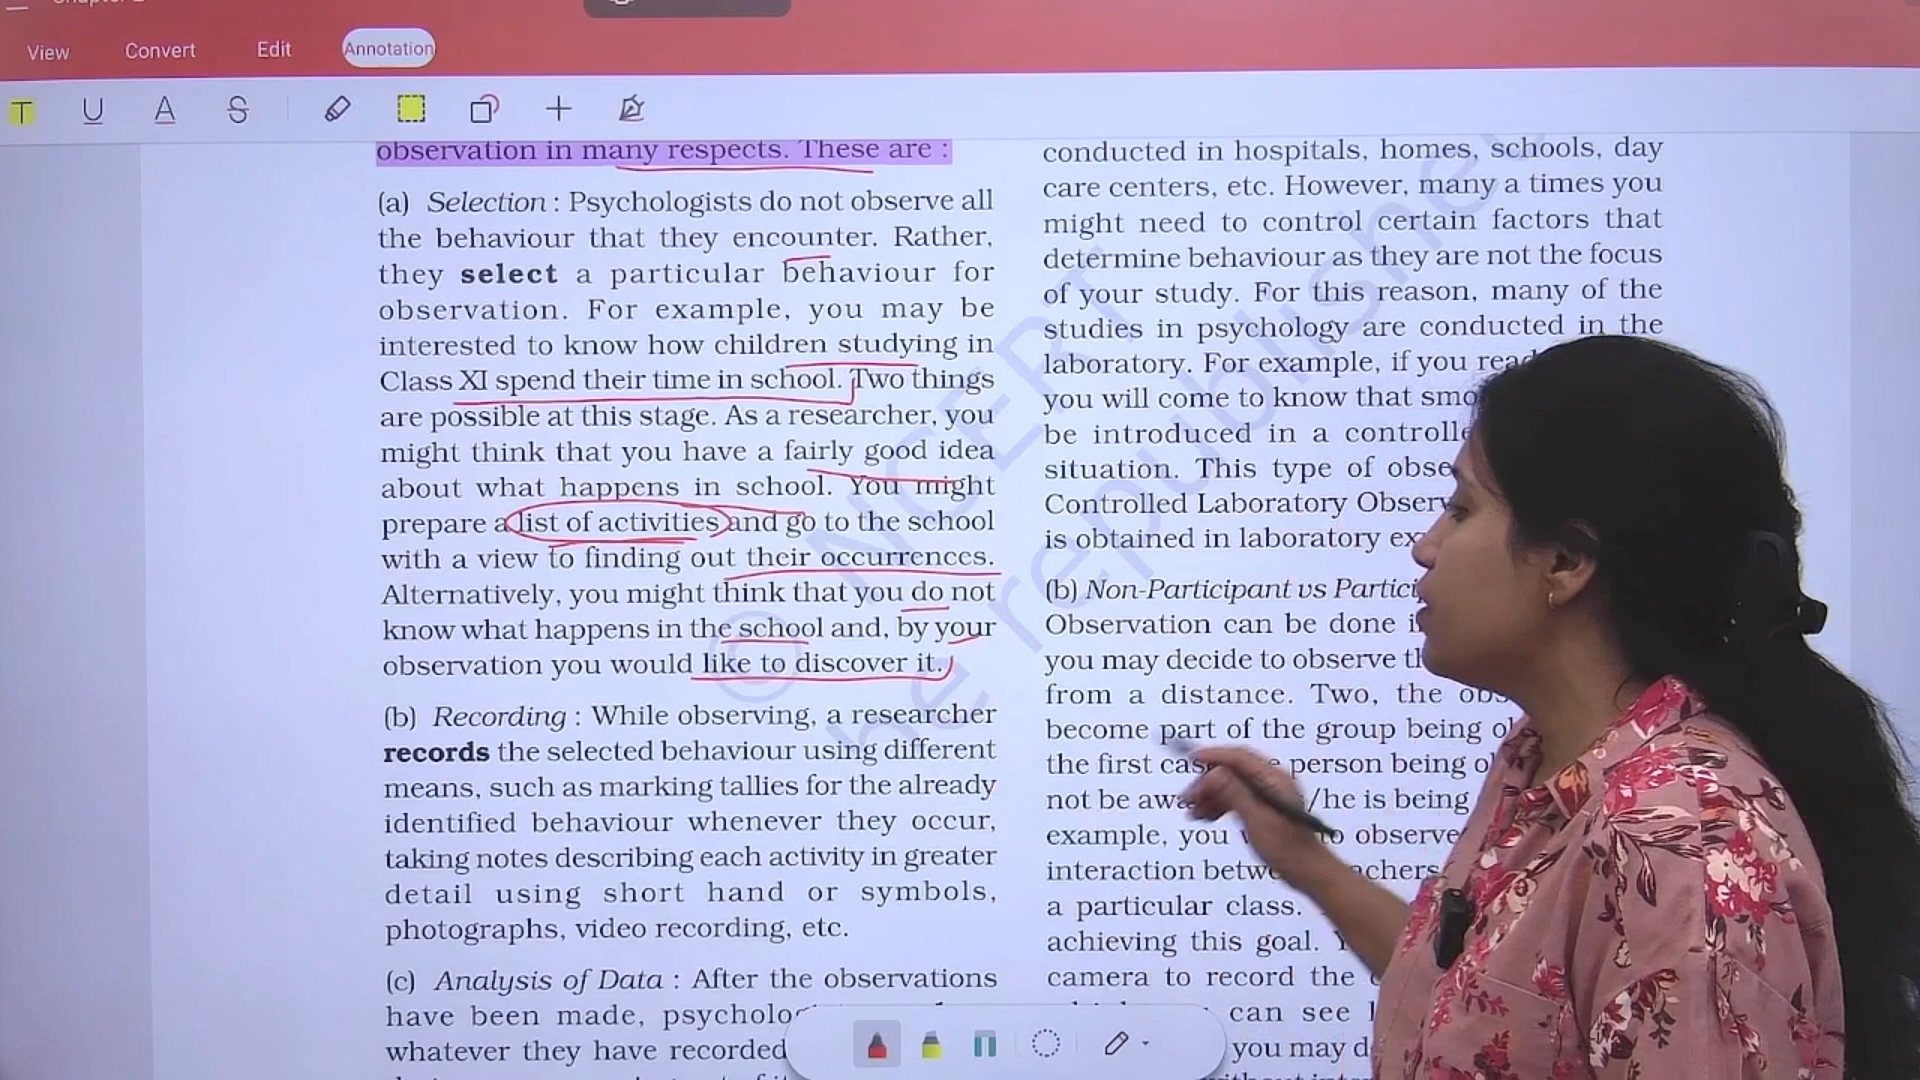 View
Convert
Edit
Annotation
T U A S
observation in many respects. These are :
(a) Selection : Psychologists do not observe all
the behaviour that they encounter. Rather,
they select a particular behaviour for
observation. For example, you may be
interested to know how children studying in
Class XI spend their time in school. Two things
are possible at this stage. As a researcher, you
might think that you have a fairly good idea
about what happens in school. You might
prepare a list of activities and go to the school
with a view to finding out their occurrences.
Alternatively, you might think that you do not
know what happens in the school and, by your
observation you would like to discover it.
(b) Recording : While observing, a researcher
records the selected behaviour using different
means, such as marking tallies for the already
identified behaviour whenever they occur,
taking notes describing each activity in greater
detail using short hand or symbols,
photographs, video recording, etc.
(c) Analysis of Data : After the observations
have been made,
whatever they have recorded
conducted in hospitals, homes, schools, day
care centers, etc. However, many a times you
might need to control certain factors that
determine behaviour as they are not the focus
of your study. For this reason, many of the
studies in psychology are conducted in the
laboratory. For example, if you
you will come to know that
be introduced in a
situation. This type of
Controlled Laboratory
is obtained in laboratory
(b) Non-Participant vs
Observation can be done
you may decide to observe
from a distance. Two, the
become part of the group being
the first person being
not be /he is being
example, you observe
interaction
a particular class.
achieving this goal.
camera to record the
can see
you may
© NCERT
republished